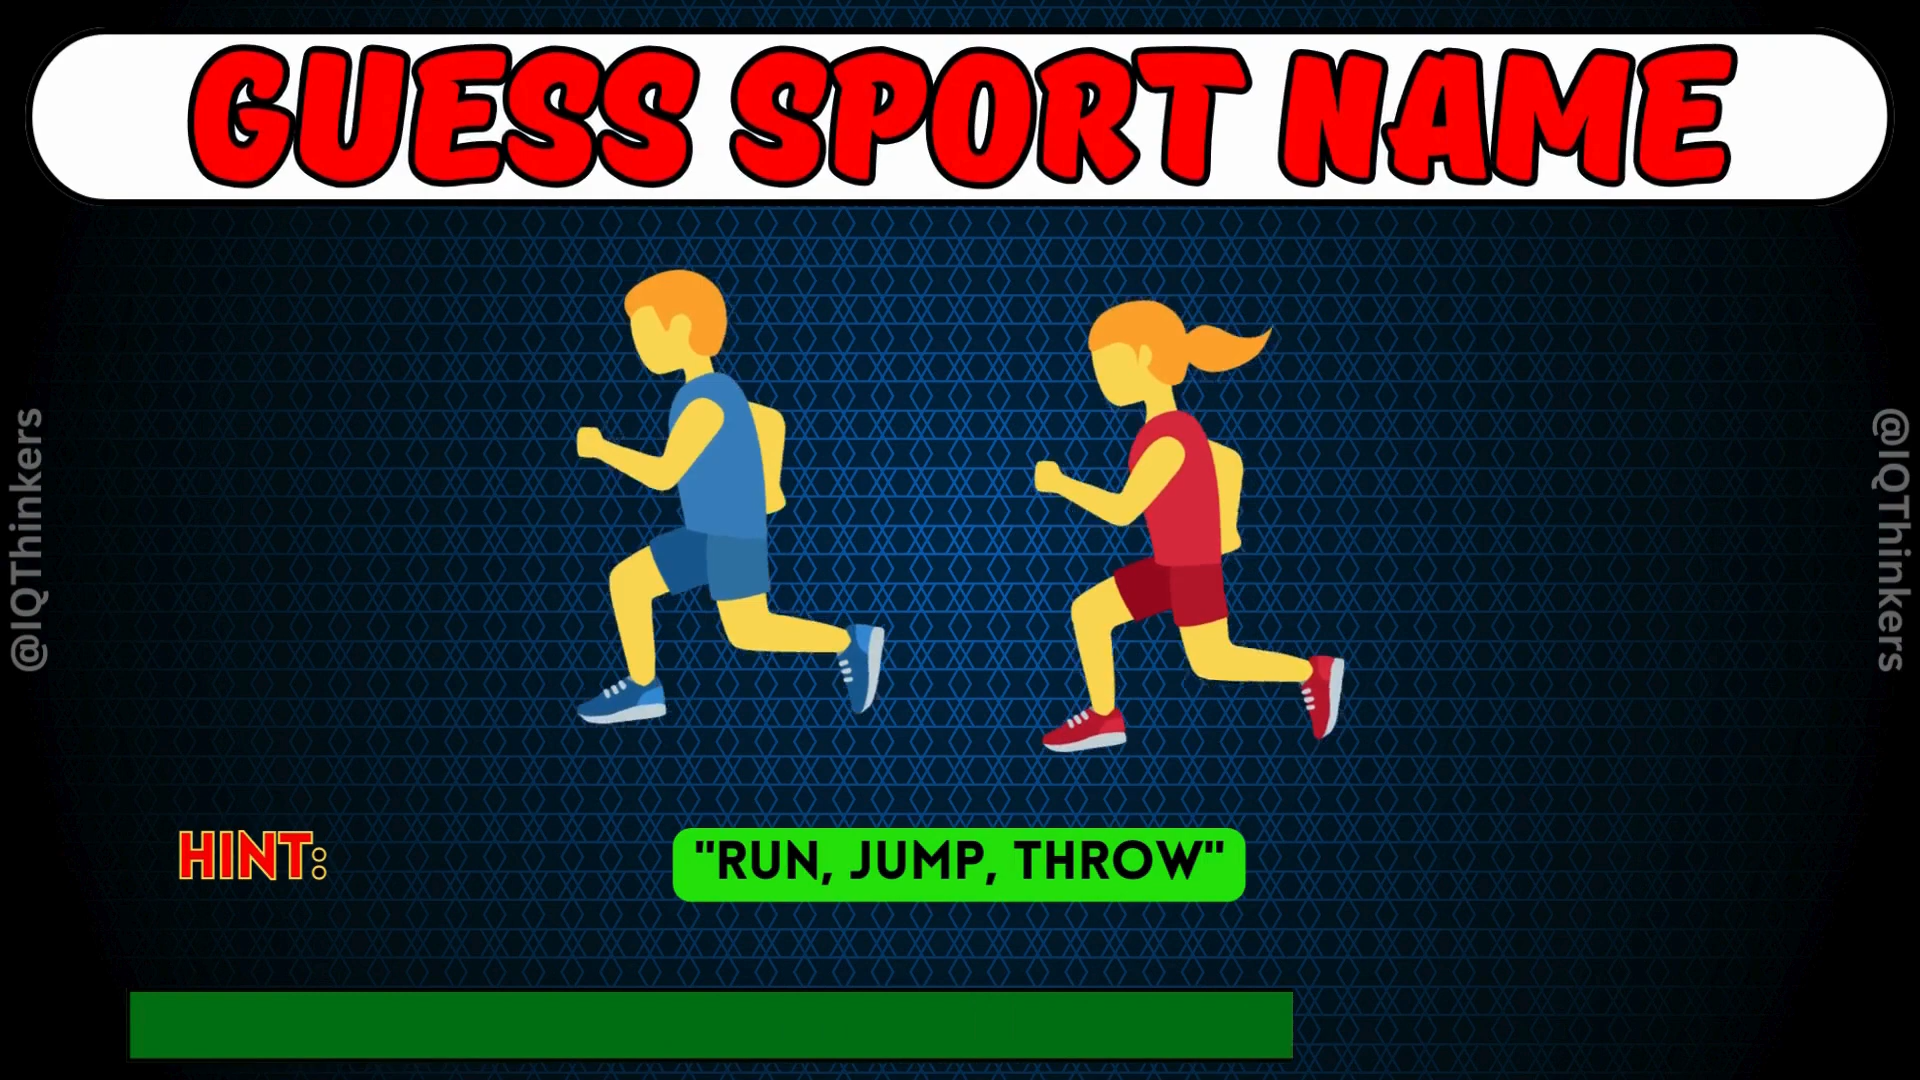 GUESS SPORT NAME
@IQThinkers
@IQThinkers
HINT:
"RUN, JUMP, THROW"